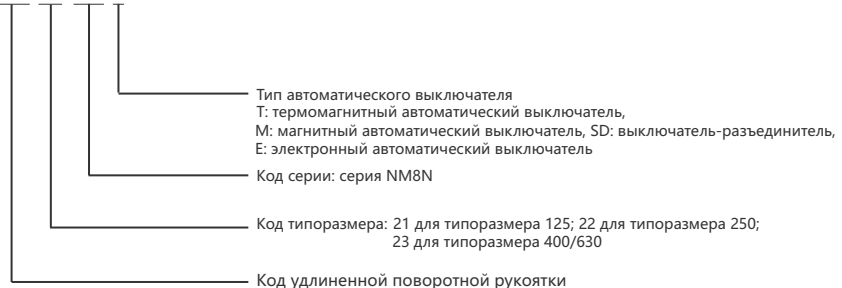 Тип автоматического выключателя
T: термомагнитный автоматический выключатель,
M: магнитный автоматический выключатель, SD: выключатель-разъединитель,
E: электронный автоматический выключатель
Код серии: серия NM8N
Код типоразмера: 21 для типоразмера 125; 22 для типоразмера 250;
23 для типоразмера 400/630
Код удлиненной поворотной рукоятки